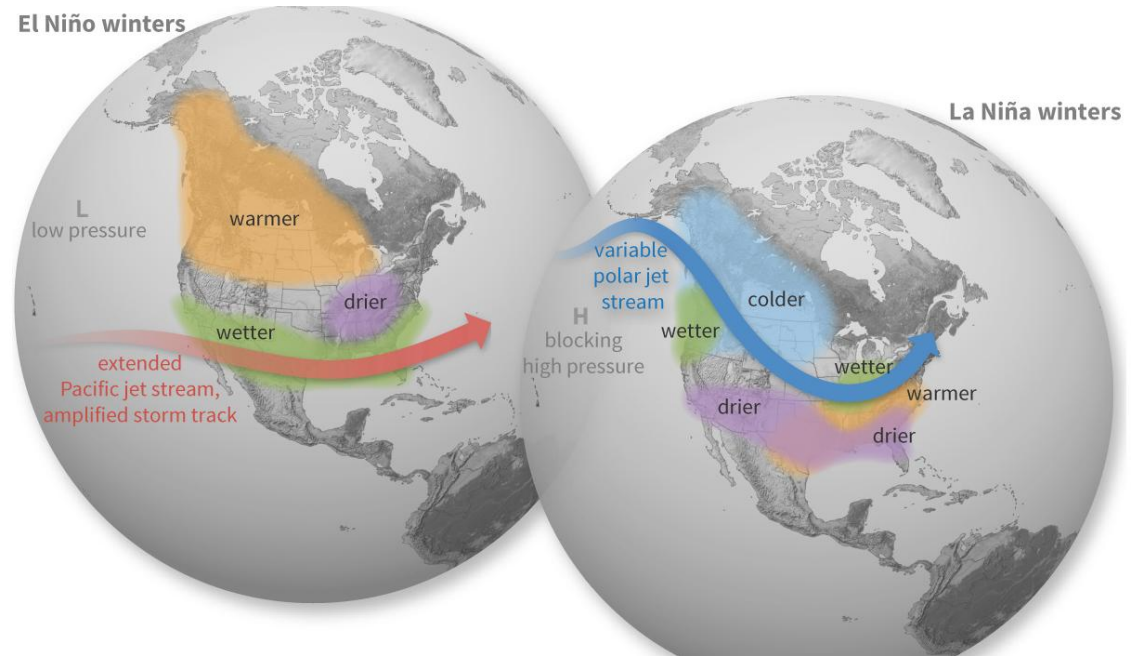 El Niño winters
L
low pressure
warmer
drier
wetter
extended
Pacific jet stream,
amplified storm track
La Niña winters
variable
polar jet
stream
colder
H
blocking
high pressure
wetter
wetter
warmer
drier
drier